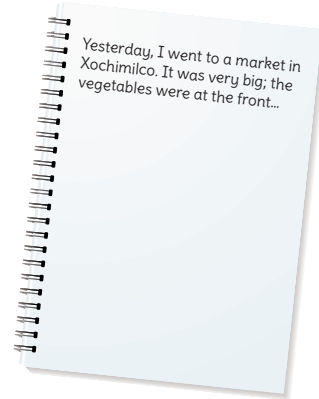 Yesterday, I went to a market in
Xochimilco. It was very big; the
vegetables were at the front...